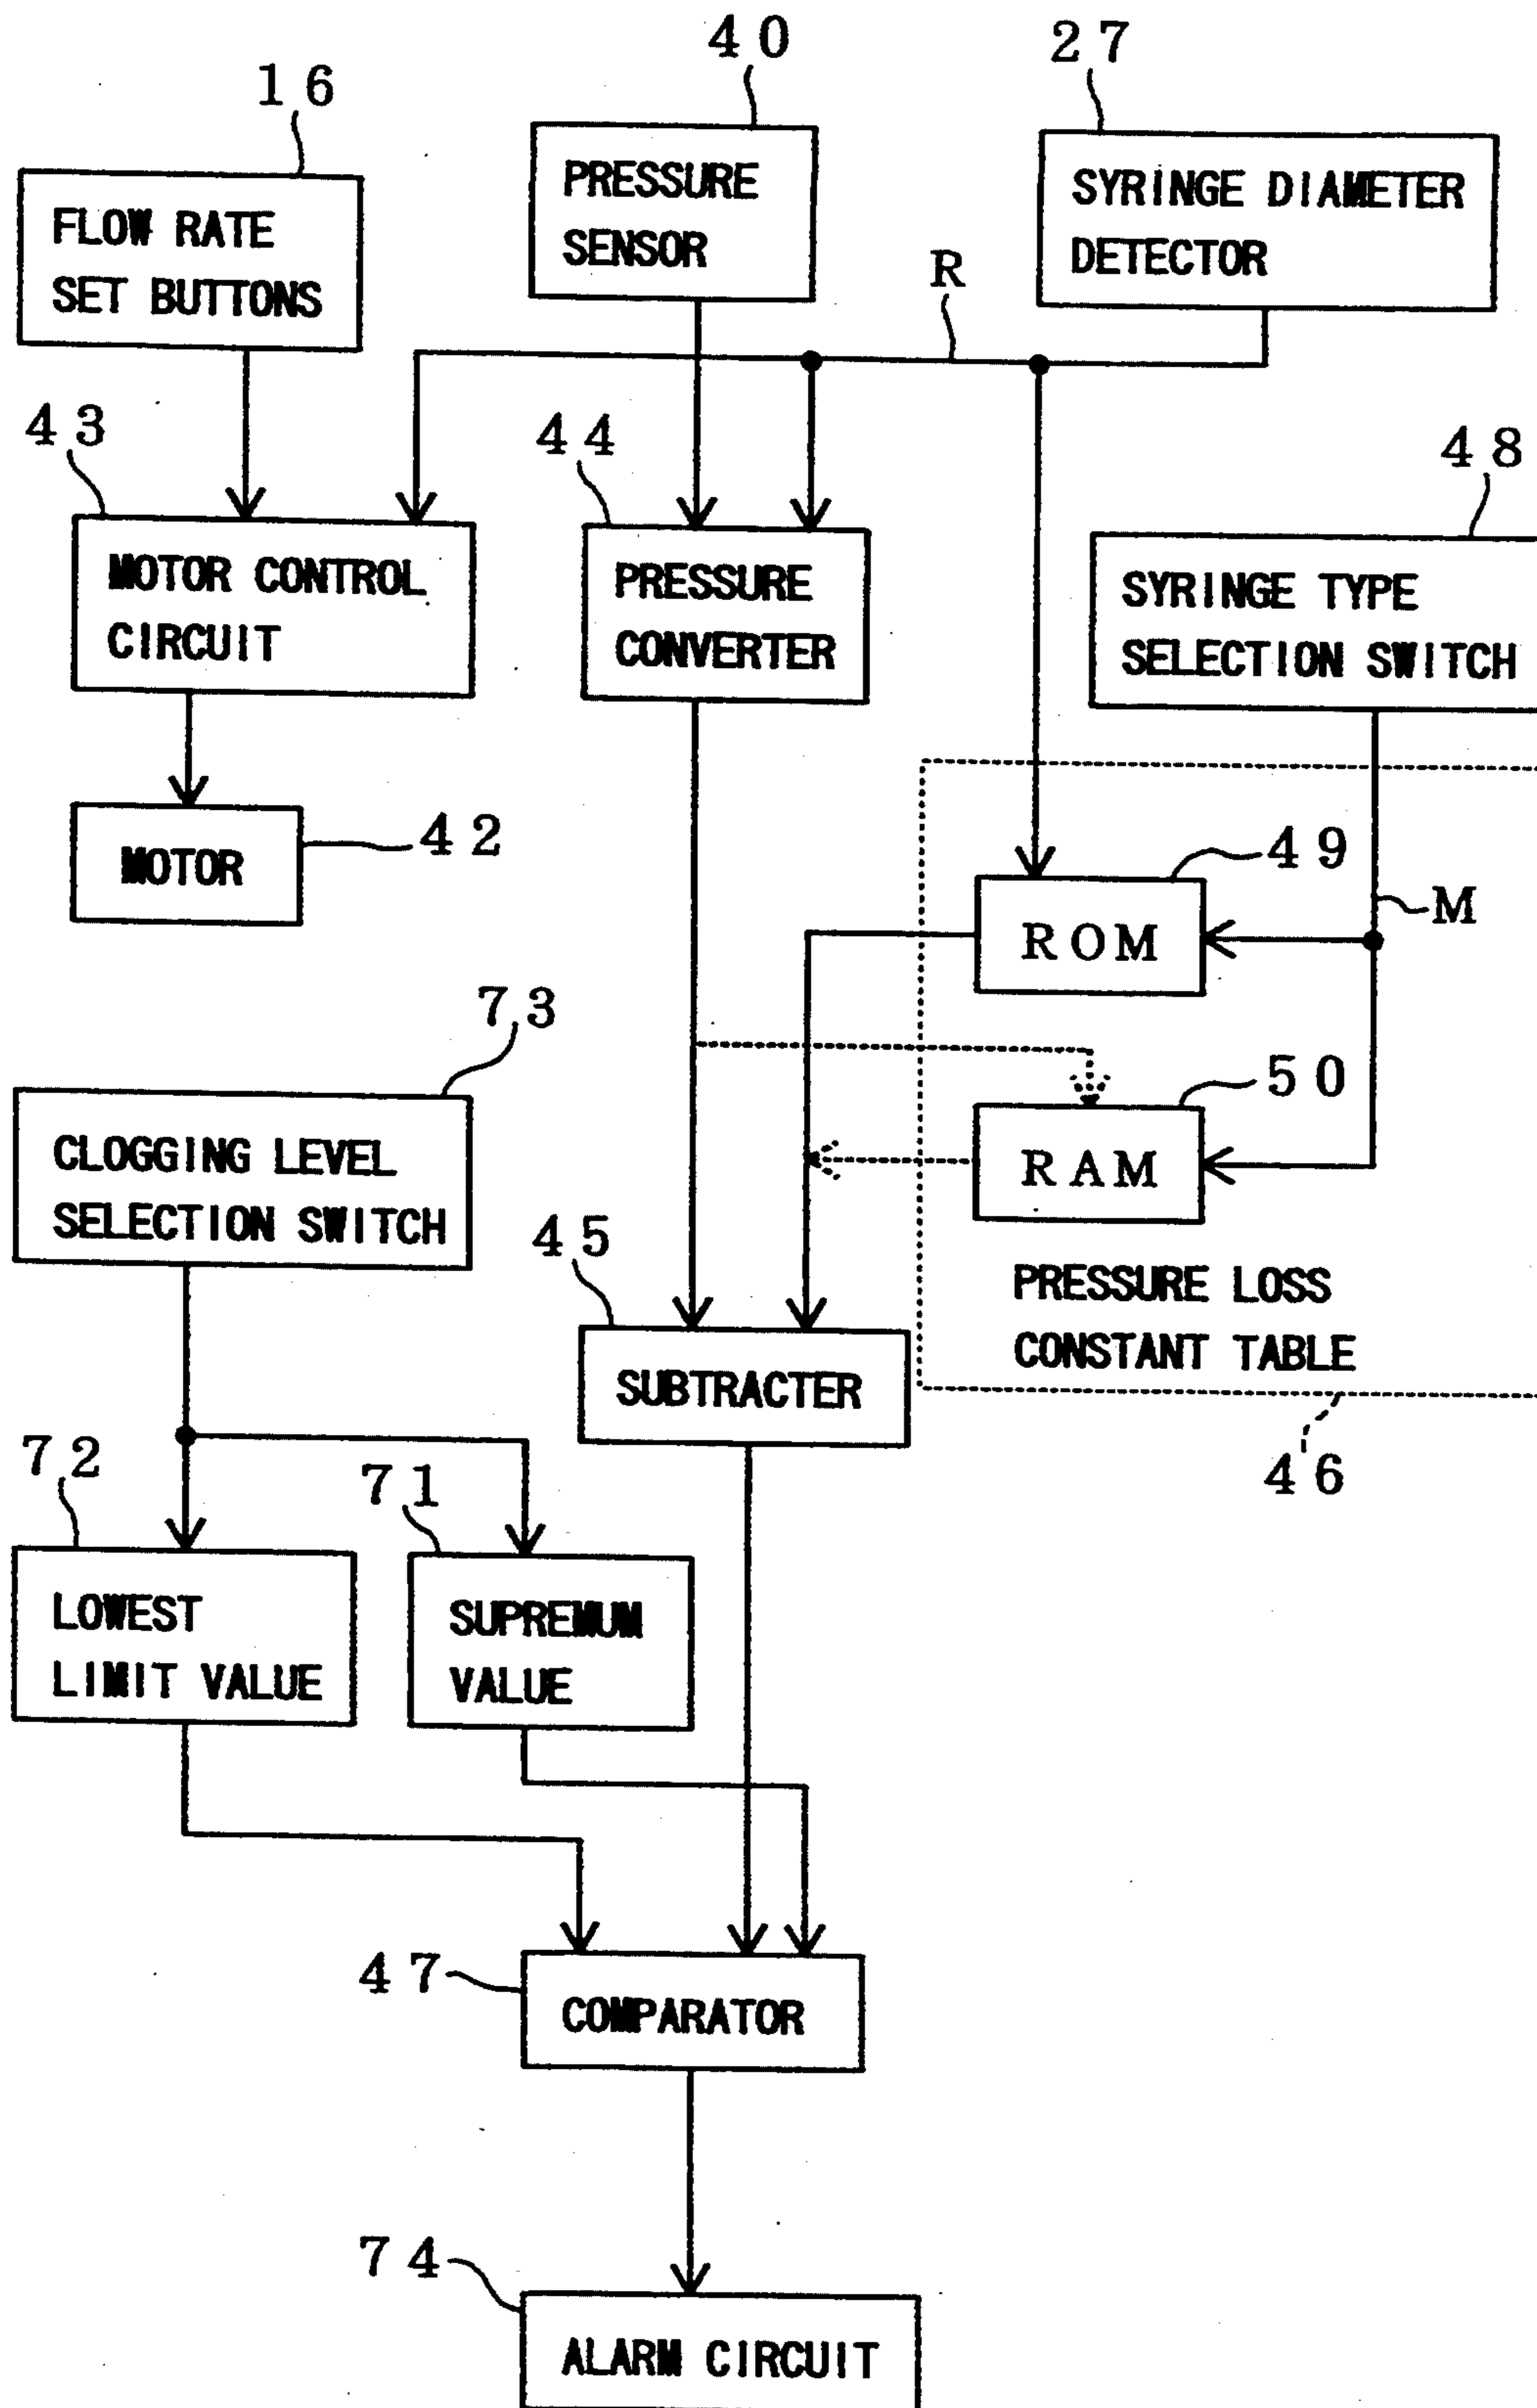 40
27
16
PRESSURE
SENSOR
SYRINGE DIAMETER
DETECTOR
FLOW RATE
SET BUTTONS
R
43
44
48
MOTOR CONTROL
CIRCUIT
PRESSURE
CONVERTER
SYRINGE TYPE
SELECTION SWITCH
MOTOR
42
49
M
ROM
73
50
RAM
CLOGGING LEVEL
SELECTION SWITCH
45
PRESSURE LOSS
CONSTANT TABLE
SUBTRACTER
46
72
71
LOWEST
LIMIT VALUE
SUPREMUM
VALUE
47
COMPARATOR
74
ALARM CIRCUIT